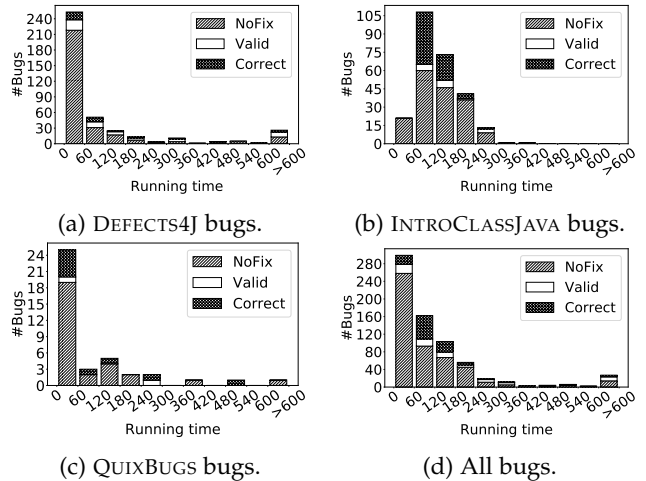 240
210
180
150
120
90
60
30
0
#Bugs
NoFix
Valid
Correct
0 60 120 180 240 300 360 420 480 540 600 >600
Running time
(a) DEFECTS4J bugs.
105
90
75
60
45
30
15
0
#Bugs
NoFix
Valid
Correct
0 60 120 180 240 300 360 420 480 540 600 >600
Running time
(b) INTROCLASSJAVA bugs.
24
21
18
15
12
9
6
3
0
#Bugs
NoFix
Valid
Correct
0 60 120 180 240 300 360 420 480 540 600 >600
Running time
(c) QUIXBUGS bugs.
280
240
200
160
120
80
40
0
#Bugs
NoFix
Valid
Correct
0 60 120 180 240 300 360 420 480 540 600 >600
Running time
(d) All bugs.